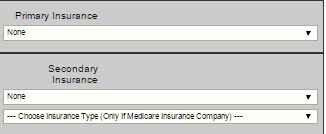 Primary Insurance
None
Secondary
Insurance
None
--- Choose Insurance Type (Only If Medicare Insurance Company) ---